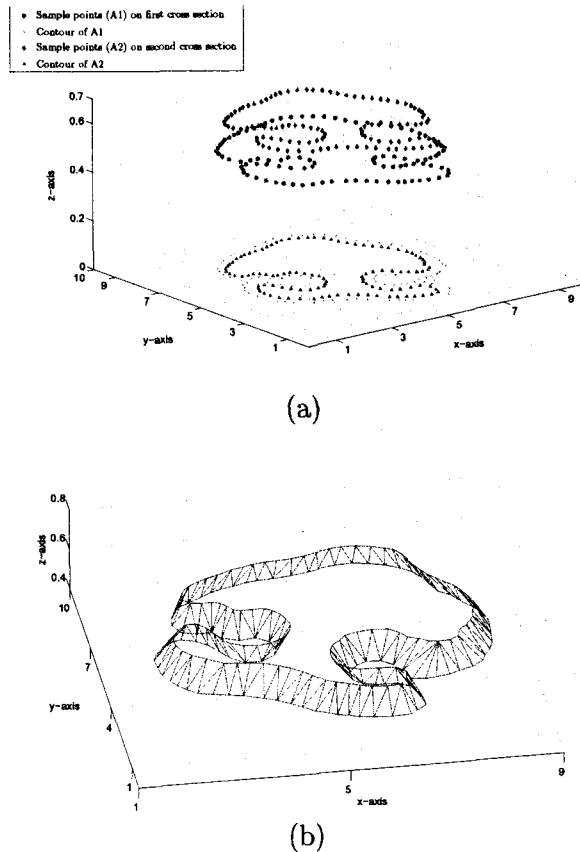 Sample points (A1) on first cross section
Contour of A1
Sample points (A2) on second cross section
Contour of A2
0.7
0.6
0.4
0.2
0
z-axis
10
9
7
5
3
1
y-axis
1
3
5
7
9
x-axis
(a)
0.8
0.6
0.4
z-axis
10
7
4
1
y-axis
1
5
9
x-axis
(b)